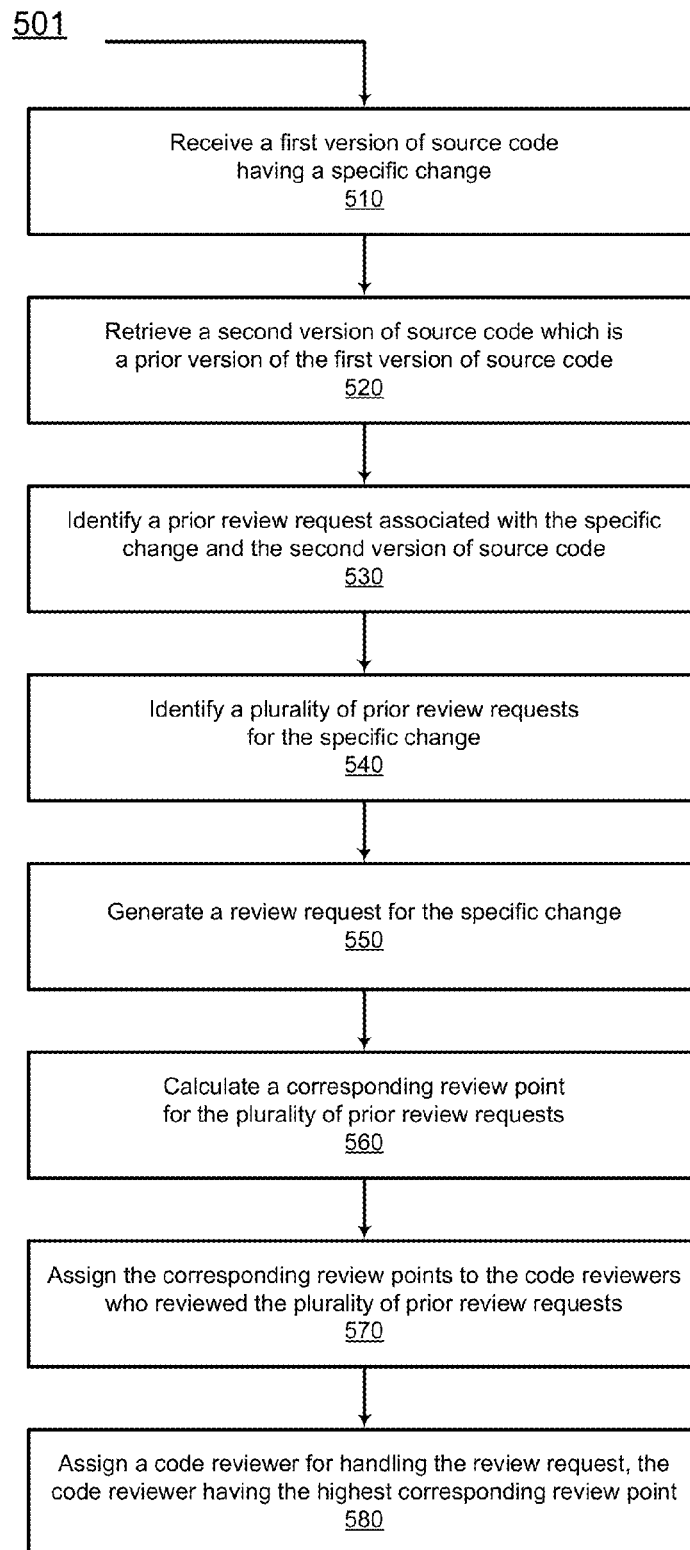 501
Receive a first version of source code
having a specific change
510
Retrieve a second version of source code which is
a prior version of the first version of source code
520
Identify a prior review request associated with the specific
change and the second version of source code
530
Identify a plurality of prior review requests
for the specific change
540
Generate a review request for the specific change
550
Calculate a corresponding review point
for the plurality of prior review requests
560
Assign the corresponding review points to the code reviewers
who reviewed the plurality of prior review requests
570
Assign a code reviewer for handling the review request, the
code reviewer having the highest corresponding review point
580